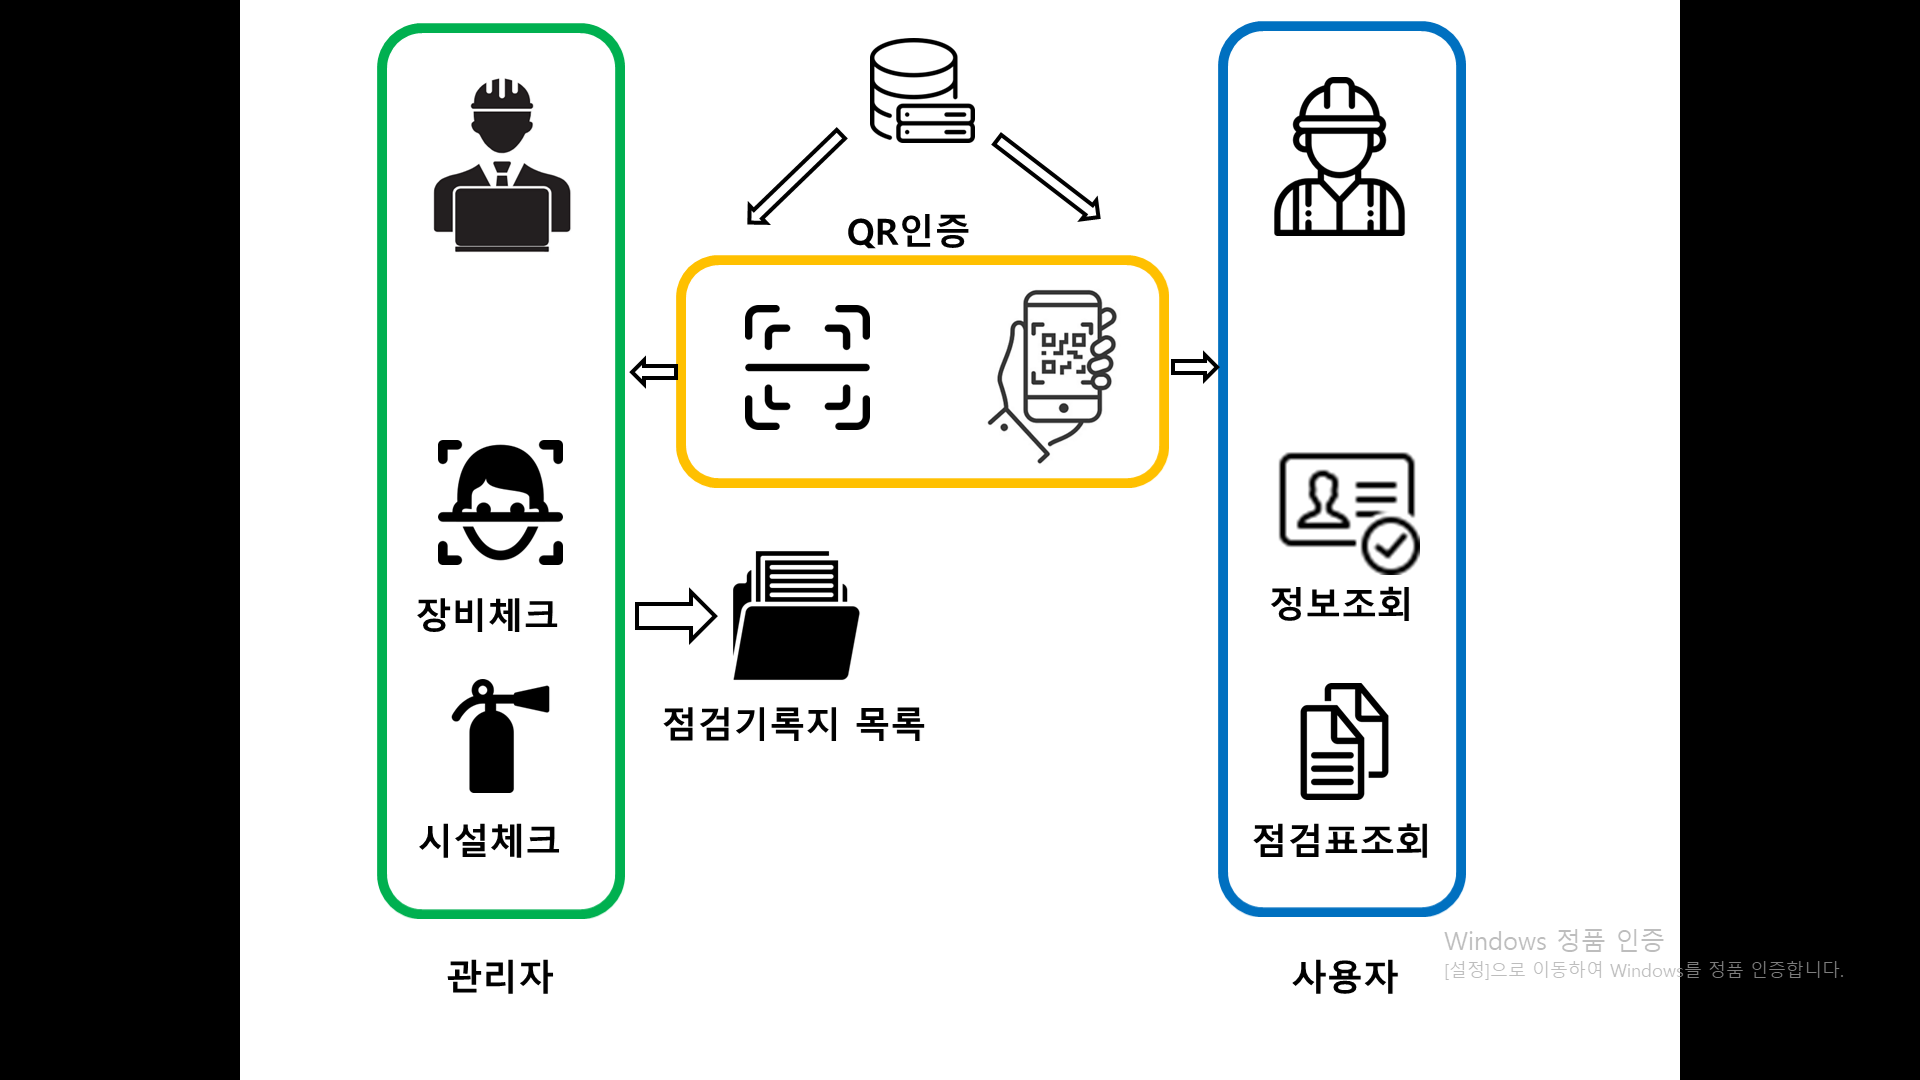 QR인증
장비체크
시설체크
점검기록지 목록
정보조회
점검표조회
관리자
사용자
Windows 정품 인증
[설정]으로 이동하여 Windows를 정품 인증합니다.